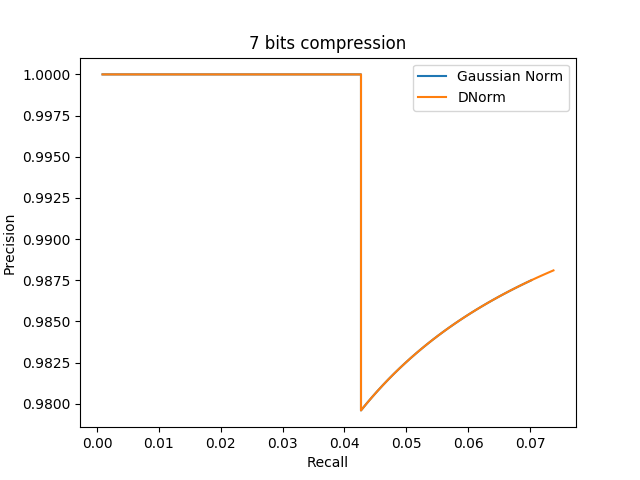 7 bits compression
Gaussian Norm
DNorm
1.0000
0.9975
0.9950
0.9925
0.9900
0.9875
0.9850
0.9825
0.9800
Precision
0.00 0.01 0.02 0.03 0.04 0.05 0.06 0.07
Recall